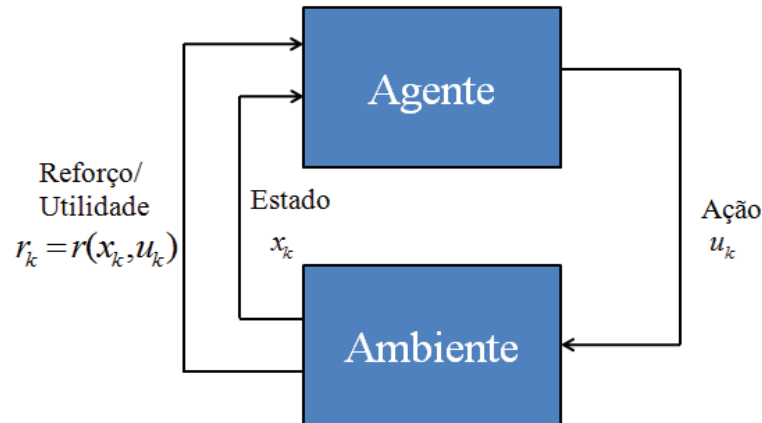 Agente
Reforço/
Utilidade
r_k = r(x_k, u_k)
Estado
x_k
Ação
u_k
Ambiente